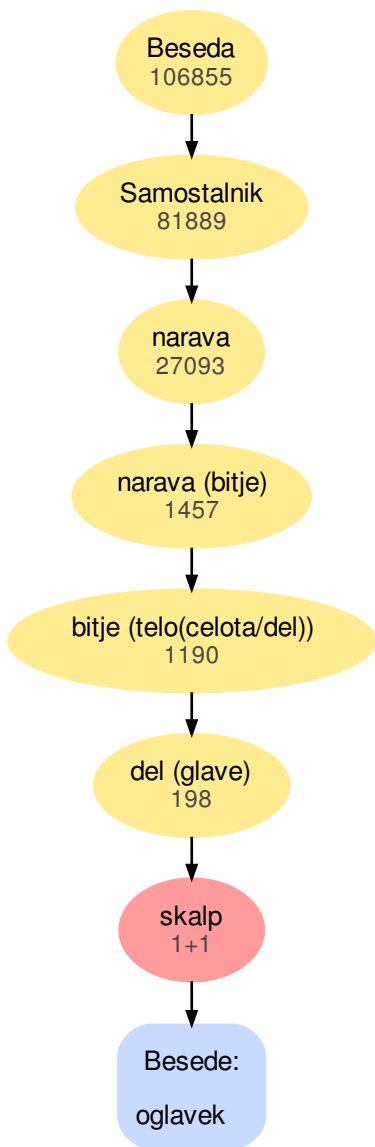 Beseda
106855
Samostalnik
81889
narava
27093
narava (bitje)
1457
bitje (telo(celota/del))
1190
del (glave)
198
skalp
1+1
Besede:
oglavek